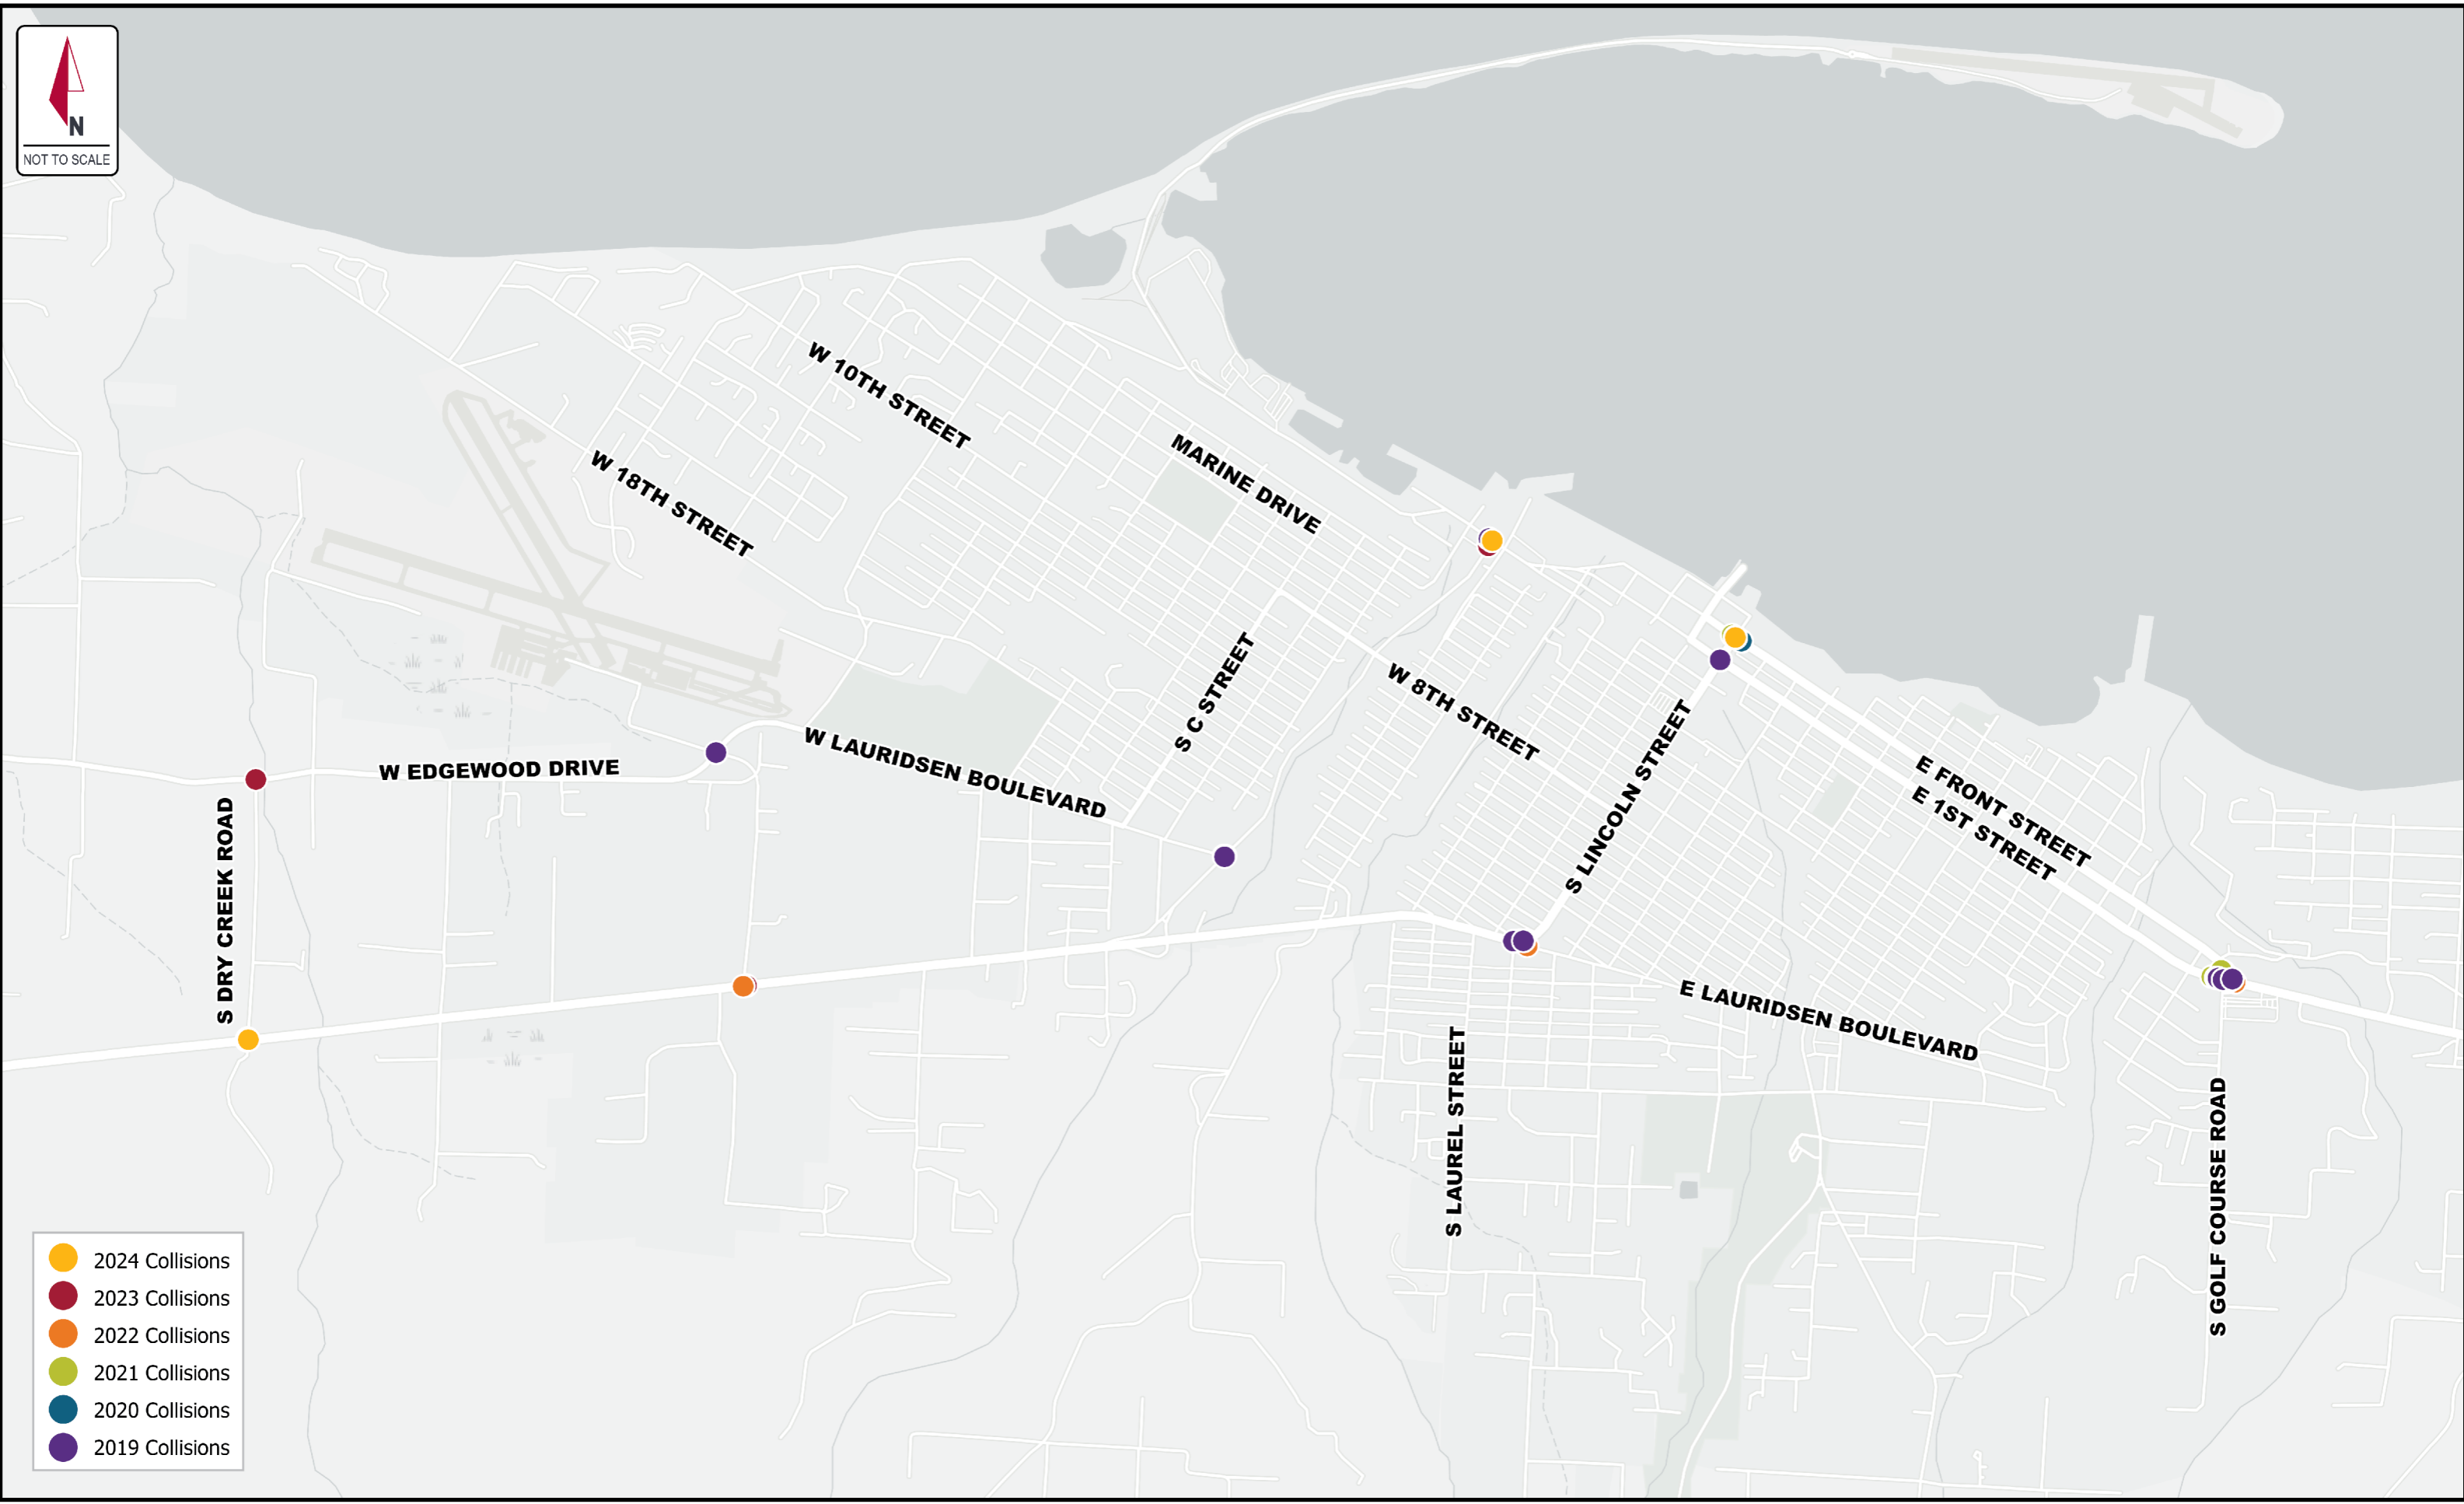 N
NOT TO SCALE
W 10TH STREET
MARINE DRIVE
W 18TH STREET
S C STREET
W 8TH STREET
S LINCOLN STREET
W LAURIDSEN BOULEVARD
W EDGEWOOD DRIVE
E FRONT STREET
E 1ST STREET
S DRY CREEK ROAD
E LAURIDSEN BOULEVARD
S LAUREL STREET
S GOLF COURSE ROAD
2024 Collisions
2023 Collisions
2022 Collisions
2021 Collisions
2020 Collisions
2019 Collisions